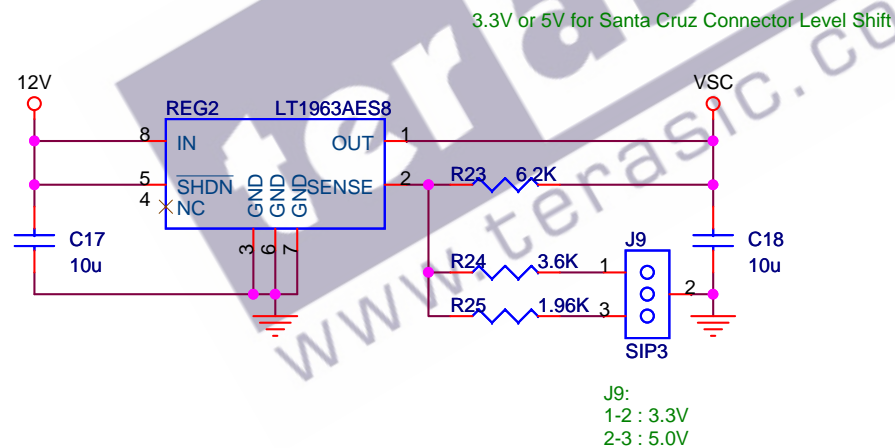 3.3V or 5V for Santa Cruz Connector Level Shift
12V
VSC
REG2
LT1963AES8
8
IN
OUT
1
5
SHDN
SENSE
2
4
NC
GND
GND
GND
3
6
7
R23
6.2K
C17
10u
R24
3.6K
1
J9
C18
10u
2
R25
1.96K
3
SIP3
J9:
1-2 : 3.3V
2-3 : 5.0V
www.terasic.co